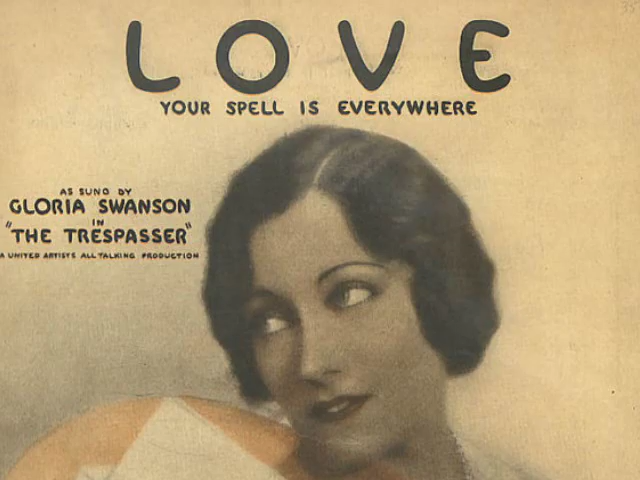 LOVE
YOUR SPELL IS EVERYWHERE
AS SUNG BY
GLORIA SWANSON
IN
"THE TRESPASSER"
A UNITED ARTISTS ALL TALKING PRODUCTION